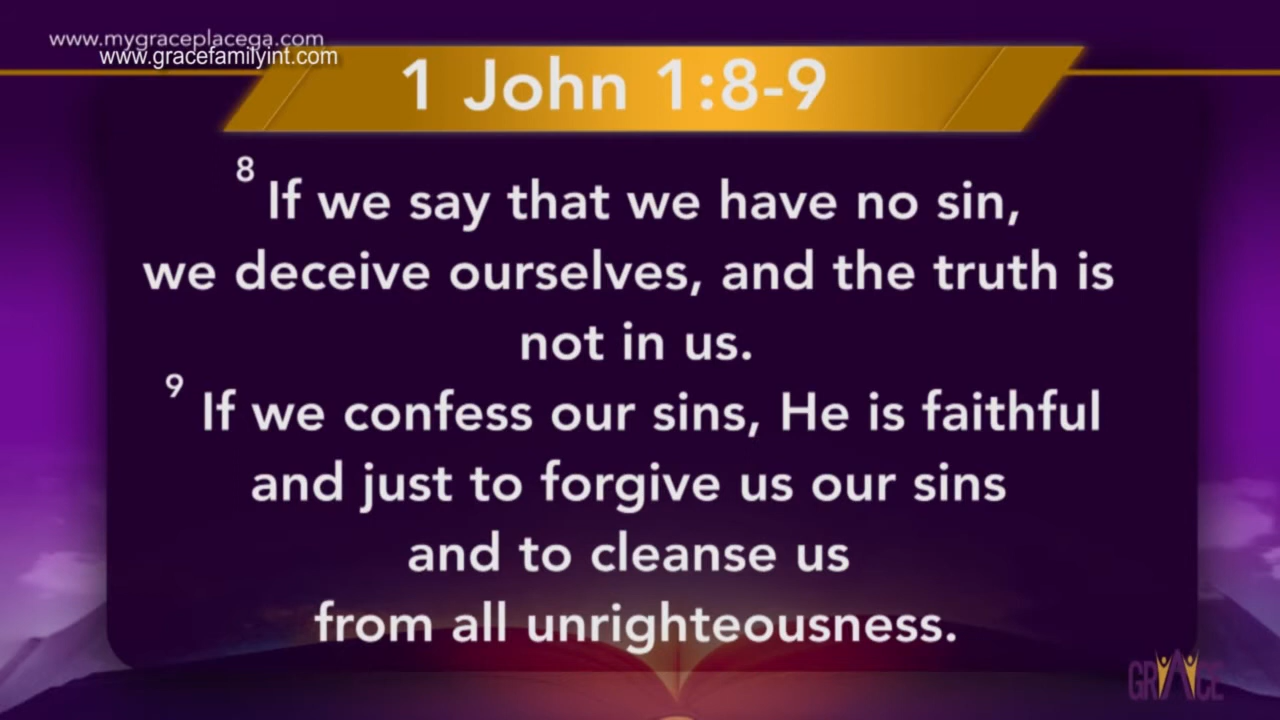 www.mygraceplacega.com
www.gracefamilyint.com
1 John 1:8-9
8 If we say that we have no sin,
we deceive ourselves, and the truth is
not in us.
9 If we confess our sins, He is faithful
and just to forgive us our sins
and to cleanse us
from all unrighteousness.
GRACE